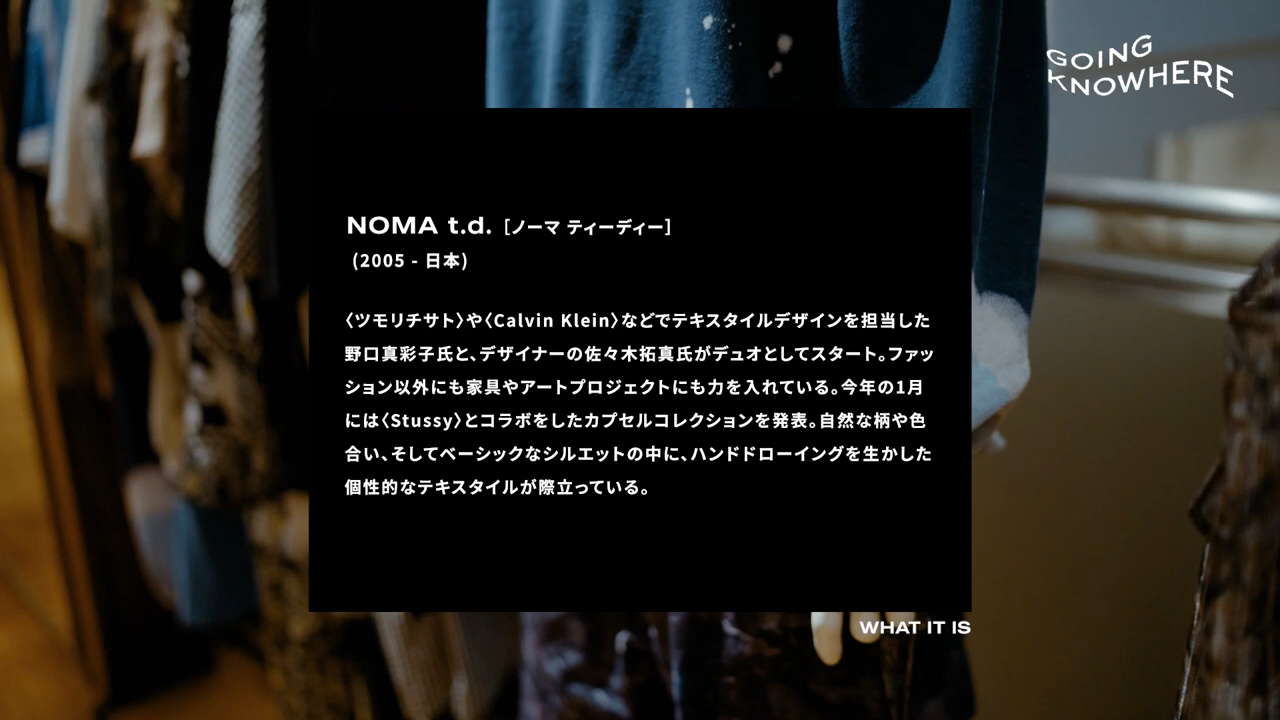 GOING
KNOWHERE
NOMA t.d. [ノーマ ティーディー]
(2005 - 日本)
〈ツモリチサト〉や〈Calvin Klein〉などでテキスタイルデザインを担当した
野口真彩子氏と、デザイナーの佐々木拓真氏がデュオとしてスタート。ファッ
ション以外にも家具やアートプロジェクトにも力を入れている。今年の1月
には〈Stussy〉とコラボをしたカプセルコレクションを発表。自然な柄や色
合い、そしてベーシックなシルエットの中に、ハンドドローイングを生かした
個性的なテキスタイルが際立っている。
WHAT IT IS